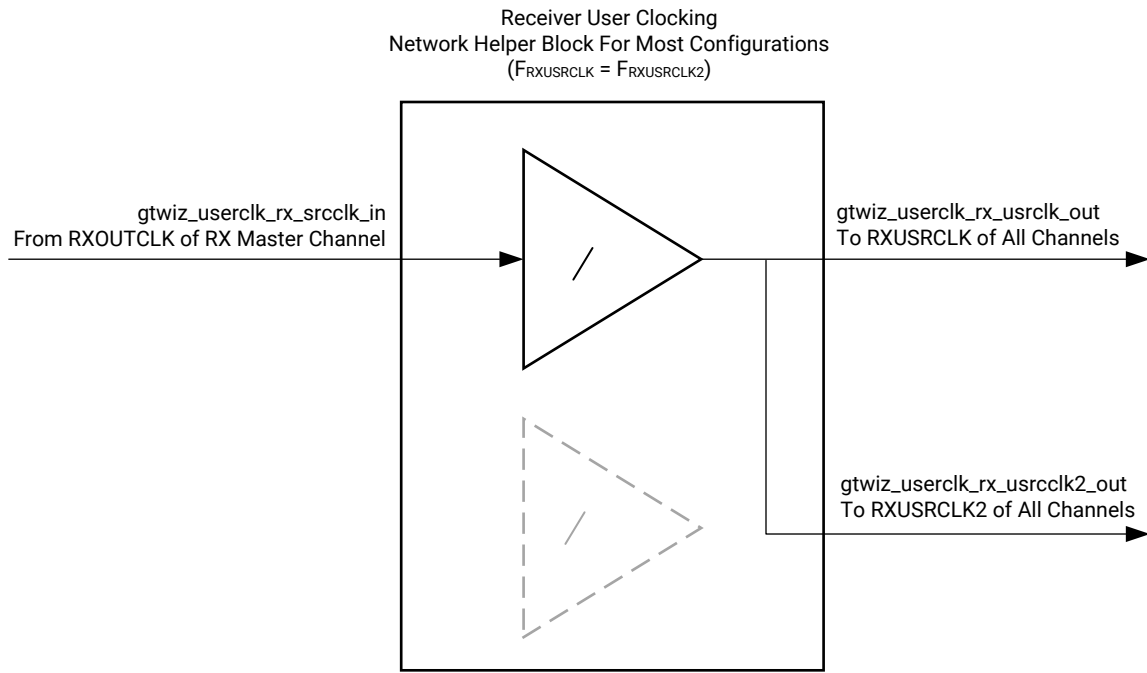 Receiver User Clocking
Network Helper Block For Most Configurations
(FRXUSRCLK = FRXUSRCLK2)
gtwiz_userclk_rx_srcclk_in
From RXOUTCLK of RX Master Channel
gtwiz_userclk_rx_usrclk_out
To RXUSRCLK of All Channels
/
gtwiz_userclk_rx_usrcclk2_out
To RXUSRCLK2 of All Channels
/